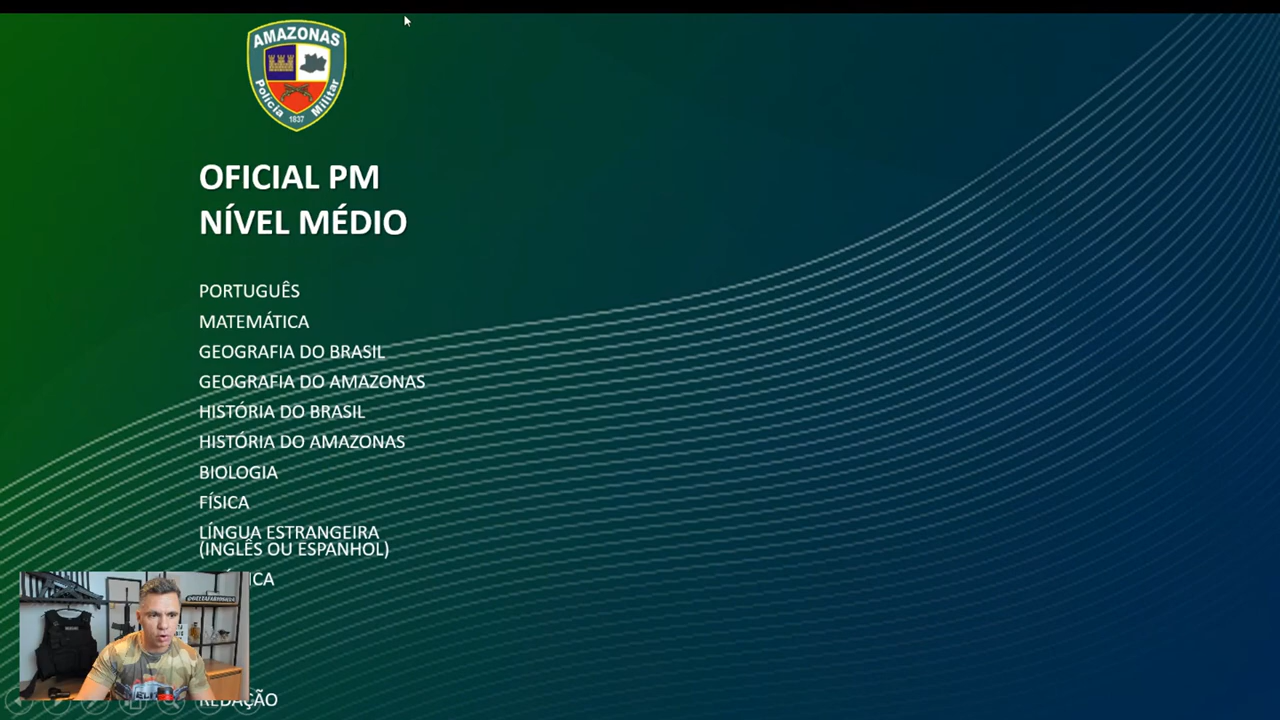 AMAZONAS
Polícia Militar
1837
OFICIAL PM
NÍVEL MÉDIO
PORTUGUÊS
MATEMÁTICA
GEOGRAFIA DO BRASIL
GEOGRAFIA DO AMAZONAS
HISTÓRIA DO BRASIL
HISTÓRIA DO AMAZONAS
BIOLOGIA
FÍSICA
LÍNGUA ESTRANGEIRA
(INGLÊS OU ESPANHOL)
REDAÇÃO